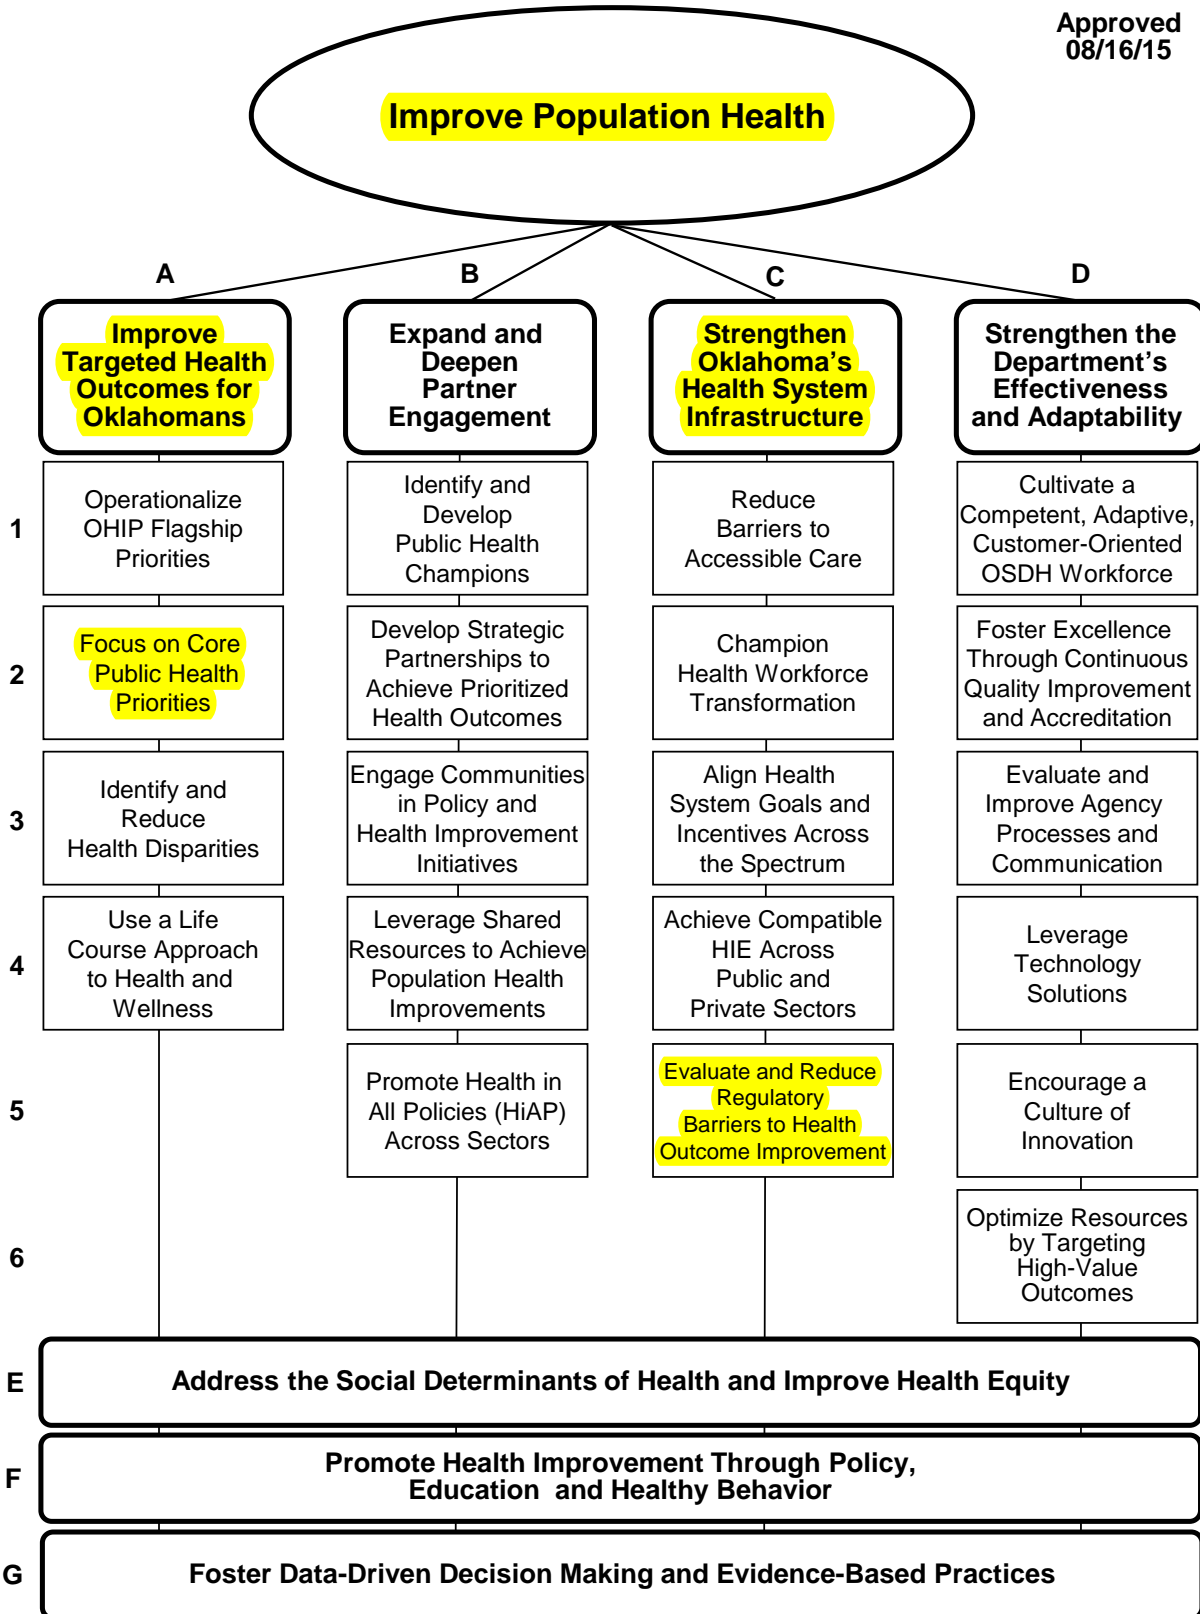 Approved
08/16/15
Improve Population Health
A
B
C
D
Improve
Targeted Health
Outcomes for
Oklahomans
Expand and
Deepen
Partner
Engagement
Strengthen
Oklahoma's
Health System
Infrastructure
Strengthen the
Department's
Effectiveness
and Adaptability
1
Operationalize
OHIP Flagship
Priorities
Identify and
Develop
Public Health
Champions
Reduce
Barriers to
Accessible Care
Cultivate a
Competent, Adaptive,
Customer-Oriented
OSDH Workforce
2
Focus on Core
Public Health
Priorities
Develop Strategic
Partnerships to
Achieve Prioritized
Health Outcomes
Champion
Health Workforce
Transformation
Foster Excellence
Through Continuous
Quality Improvement
and Accreditation
3
Identify and
Reduce
Health Disparities
Engage Communities
in Policy and
Health Improvement
Initiatives
Align Health
System Goals and
Incentives Across
the Spectrum
Evaluate and
Improve Agency
Processes and
Communication
4
Use a Life
Course Approach
to Health and
Wellness
Leverage Shared
Resources to Achieve
Population Health
Improvements
Achieve Compatible
HIE Across
Public and
Private Sectors
Leverage
Technology
Solutions
5
Promote Health in
All Policies (HiAP)
Across Sectors
Evaluate and Reduce
Regulatory
Barriers to Health
Outcome Improvement
Encourage a
Culture of
Innovation
6
Optimize Resources
by Targeting
High-Value
Outcomes
E
Address the Social Determinants of Health and Improve Health Equity
F
Promote Health Improvement Through Policy,
Education and Healthy Behavior
G
Foster Data-Driven Decision Making and Evidence-Based Practices